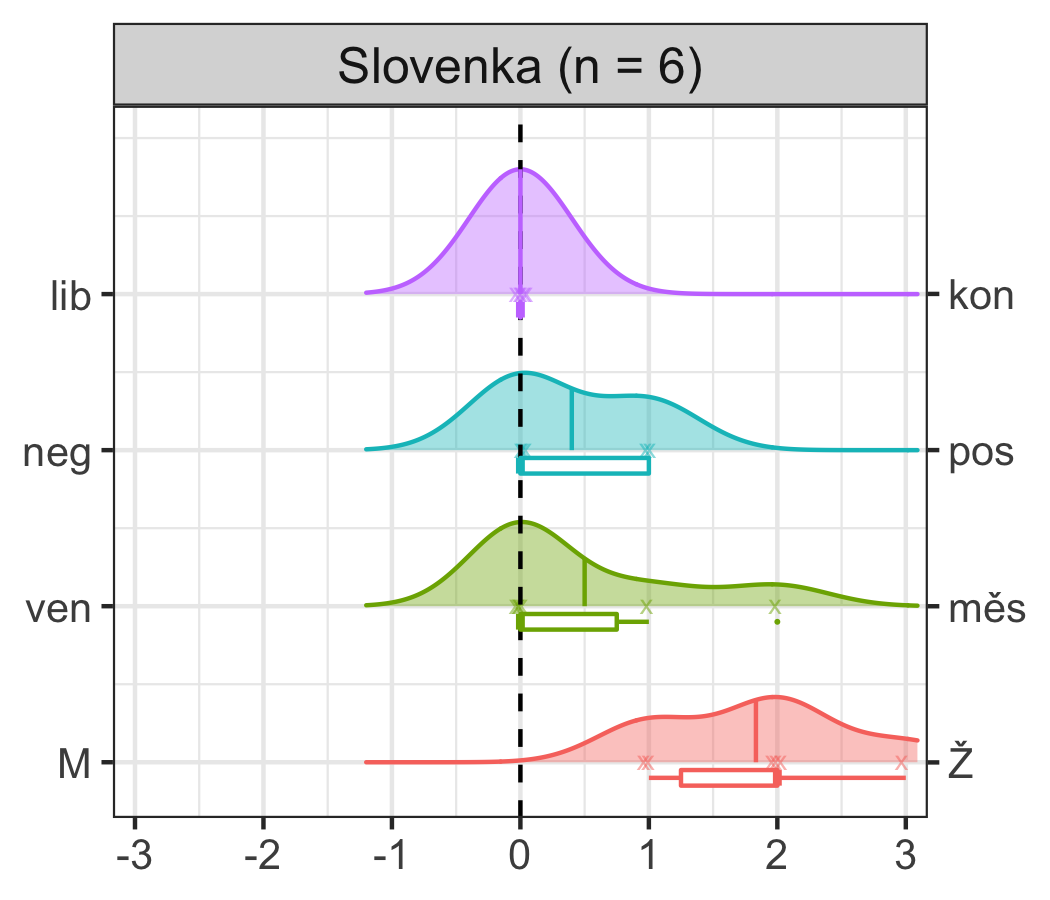 Slovenka (n = 6)
lib kon
neg pos
ven měs
M Ž
-3 -2 -1 0 1 2 3